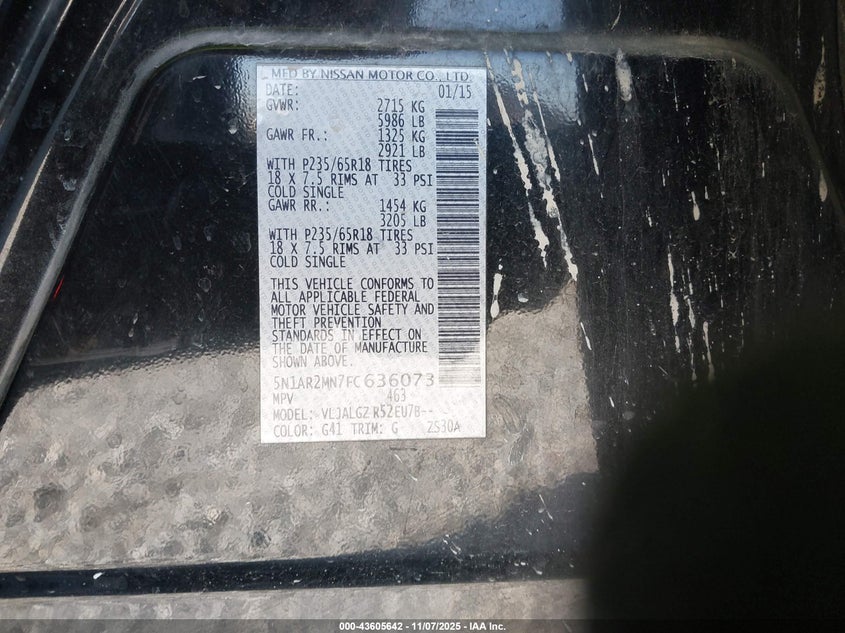 MFD BY NISSAN MOTOR CO., LTD.
DATE: 01/15
GVWR: 2715 KG
5986 LB
GAWR FR.: 1325 KG
2921 LB
WITH P235/65R18 TIRES
18 X 7.5 RIMS AT 33 PSI
COLD SINGLE
GAWR RR.: 1454 KG
3205 LB
WITH P235/65R18 TIRES
18 X 7.5 RIMS AT 33 PSI
COLD SINGLE
THIS VEHICLE CONFORMS TO
ALL APPLICABLE FEDERAL
MOTOR VEHICLE SAFETY AND
THEFT PREVENTION
STANDARDS IN EFFECT ON
THE DATE OF MANUFACTURE
SHOWN ABOVE.
5N1AR2MN7FC636073
MPV 463
MODEL: VLJALGZ R52EU7B--
COLOR: G41 TRIM: G 2S30A
000-43605642 - 11/07/2025 - IAA Inc.